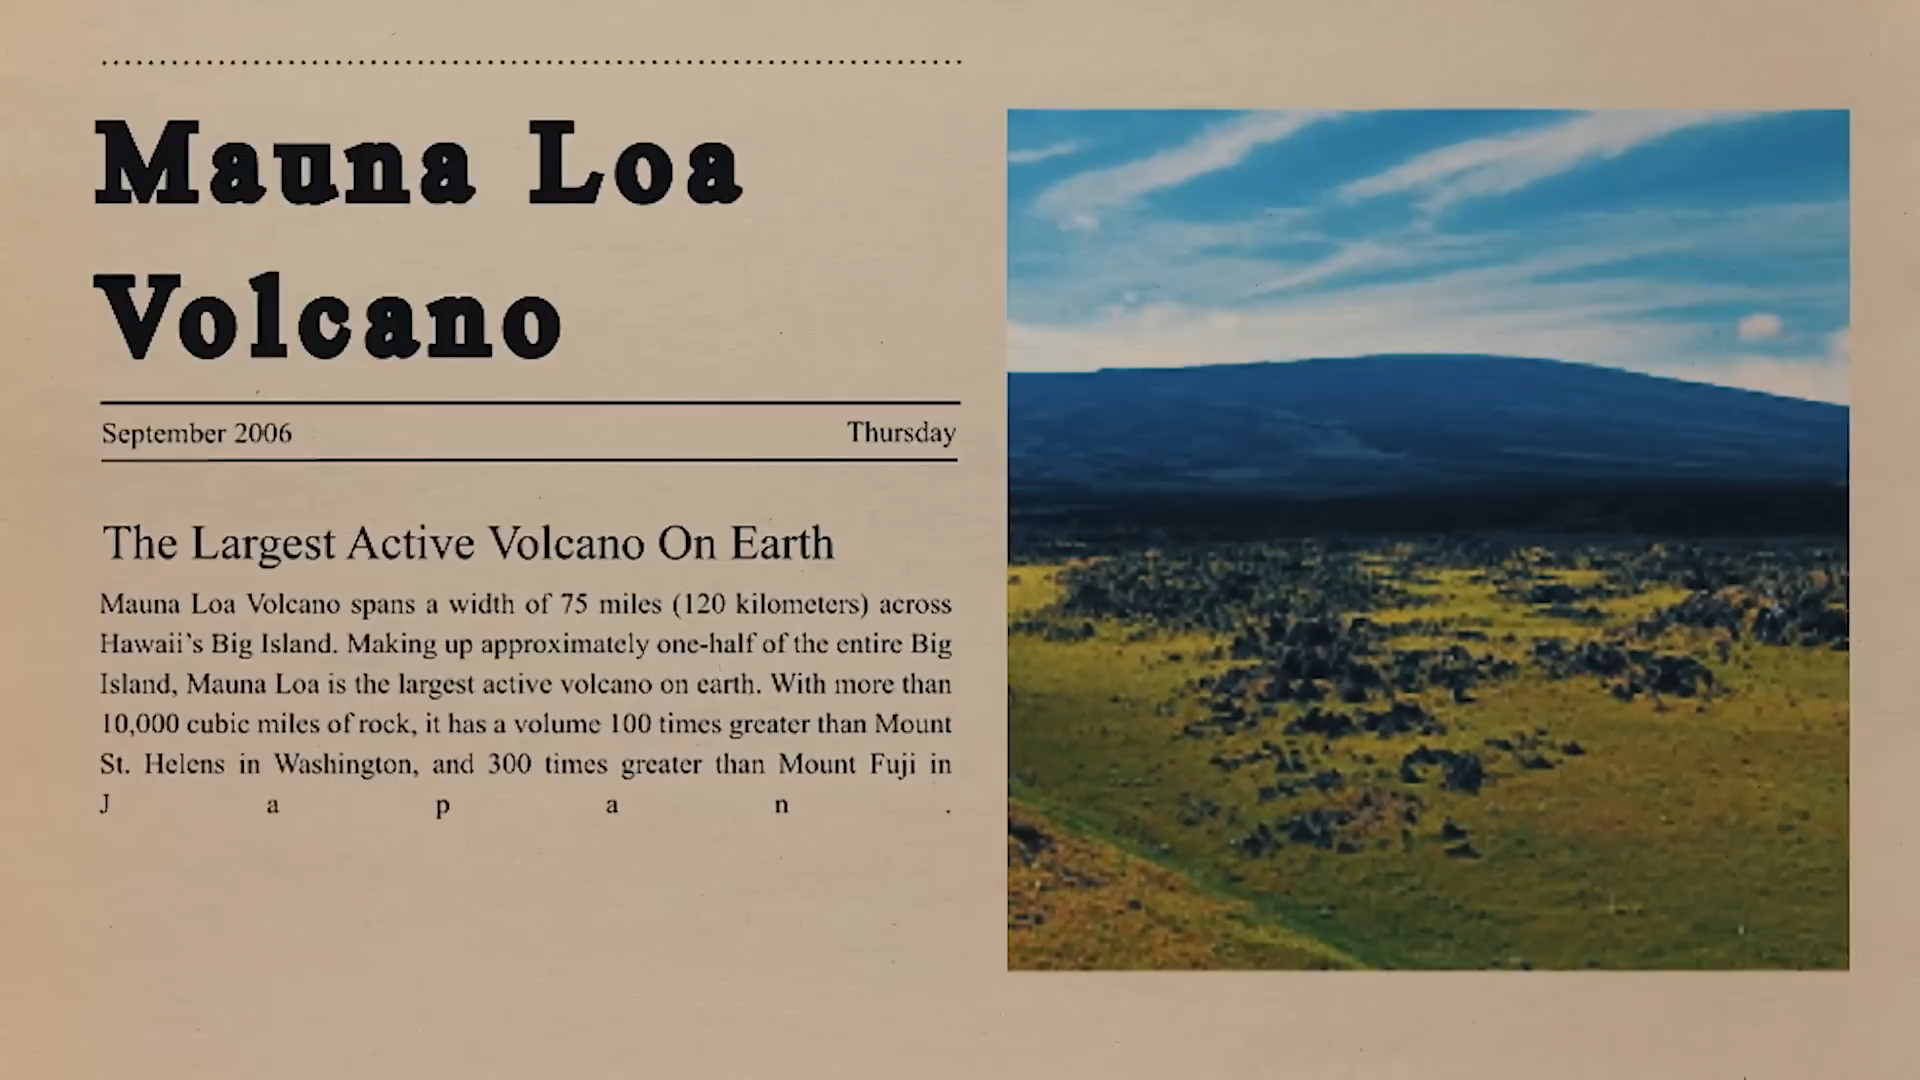 Mauna Loa
Volcano
September 2006 Thursday
The Largest Active Volcano On Earth
Mauna Loa Volcano spans a width of 75 miles (120 kilometers) across
Hawaii’s Big Island. Making up approximately one-half of the entire Big
Island, Mauna Loa is the largest active volcano on earth. With more than
10,000 cubic miles of rock, it has a volume 100 times greater than Mount
St. Helens in Washington, and 300 times greater than Mount Fuji in
J a p a n .